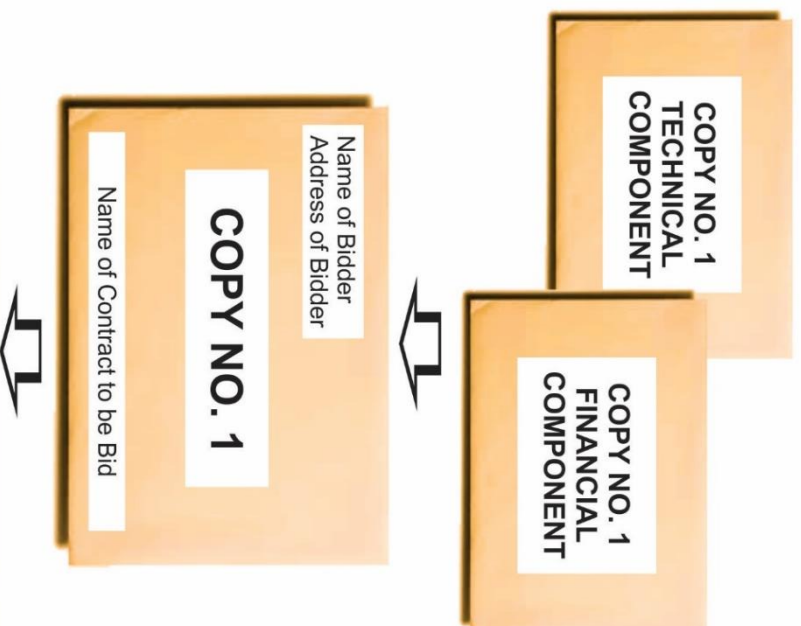 COPY NO. 1
TECHNICAL
COMPONENT
COPY NO. 1
FINANCIAL
COMPONENT
Name of Bidder
Address of Bidder
COPY NO. 1
Name of Contract to be Bid